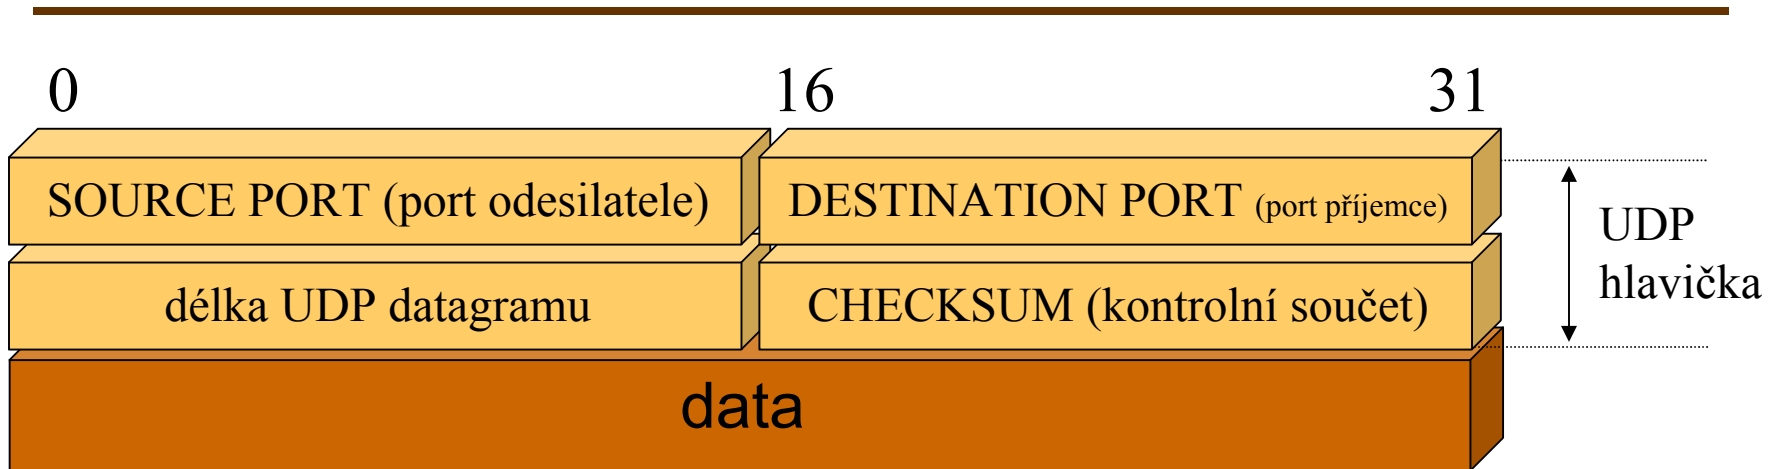 0 16 31
SOURCE PORT (port odesilatele) DESTINATION PORT (port příjemce)
délka UDP datagramu CHECKSUM (kontrolní součet)
UDP
hlavička
data